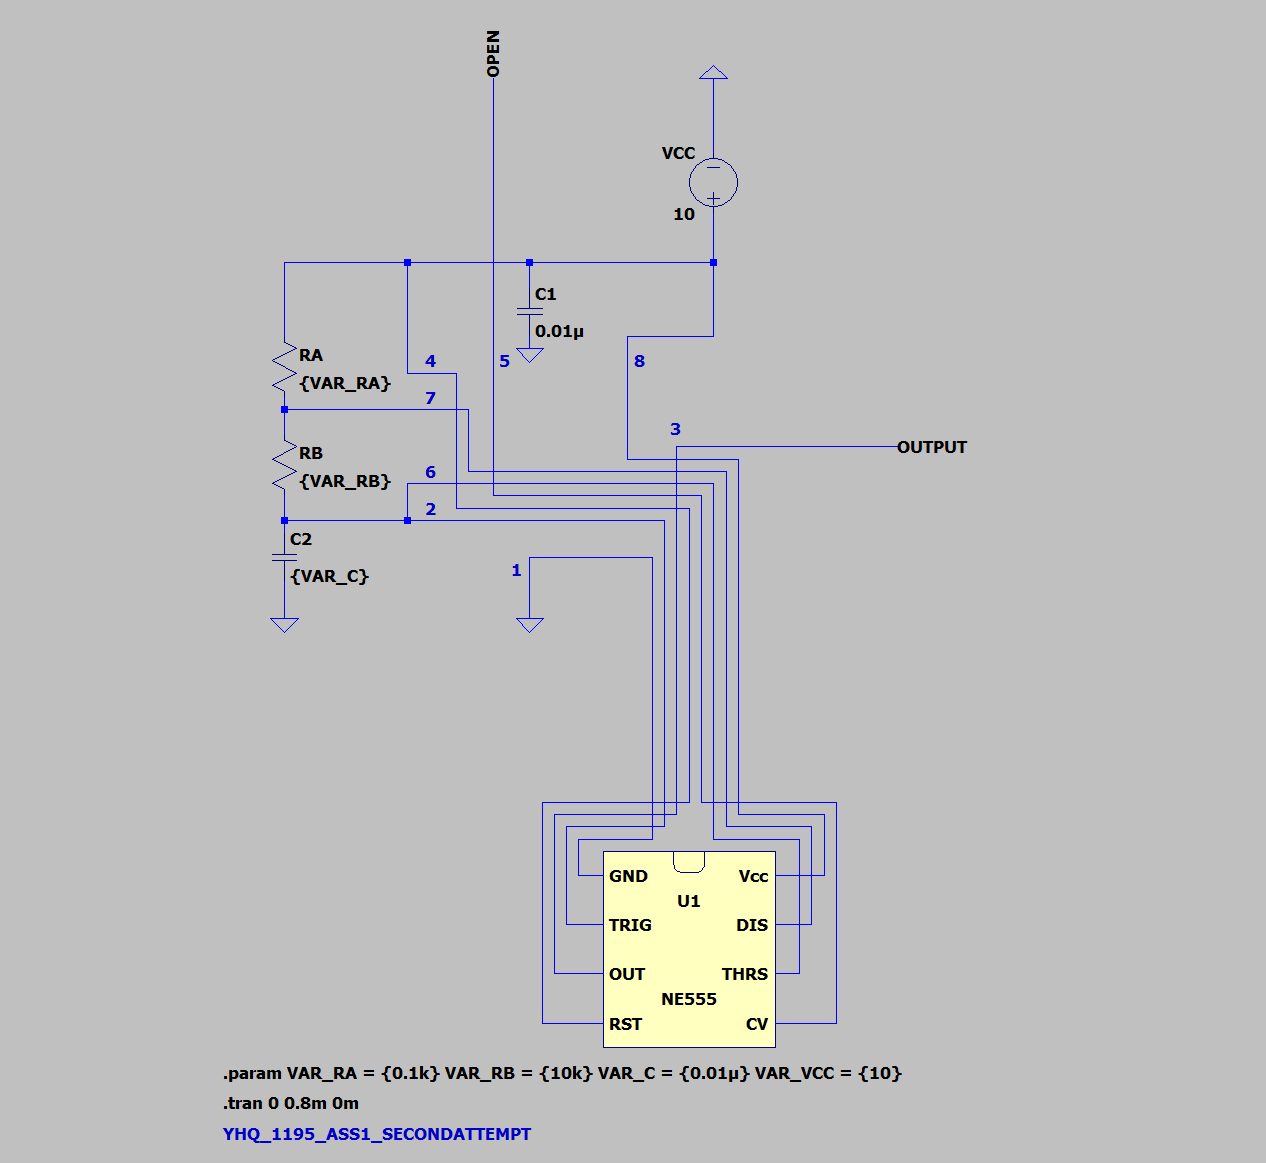 OPEN
VCC
10
C1
0.01µ
RA
{VAR_RA}
4
5
8
7
3
OUTPUT
RB
{VAR_RB}
6
2
C2
{VAR_C}
1
GND
Vcc
U1
TRIG
DIS
OUT
THRS
NE555
RST
CV
.param VAR_RA = {0.1k} VAR_RB = {10k} VAR_C = {0.01µ} VAR_VCC = {10}
.tran 0 0.8m 0m
YHQ_1195_ASS1_SECONDATTEMPT